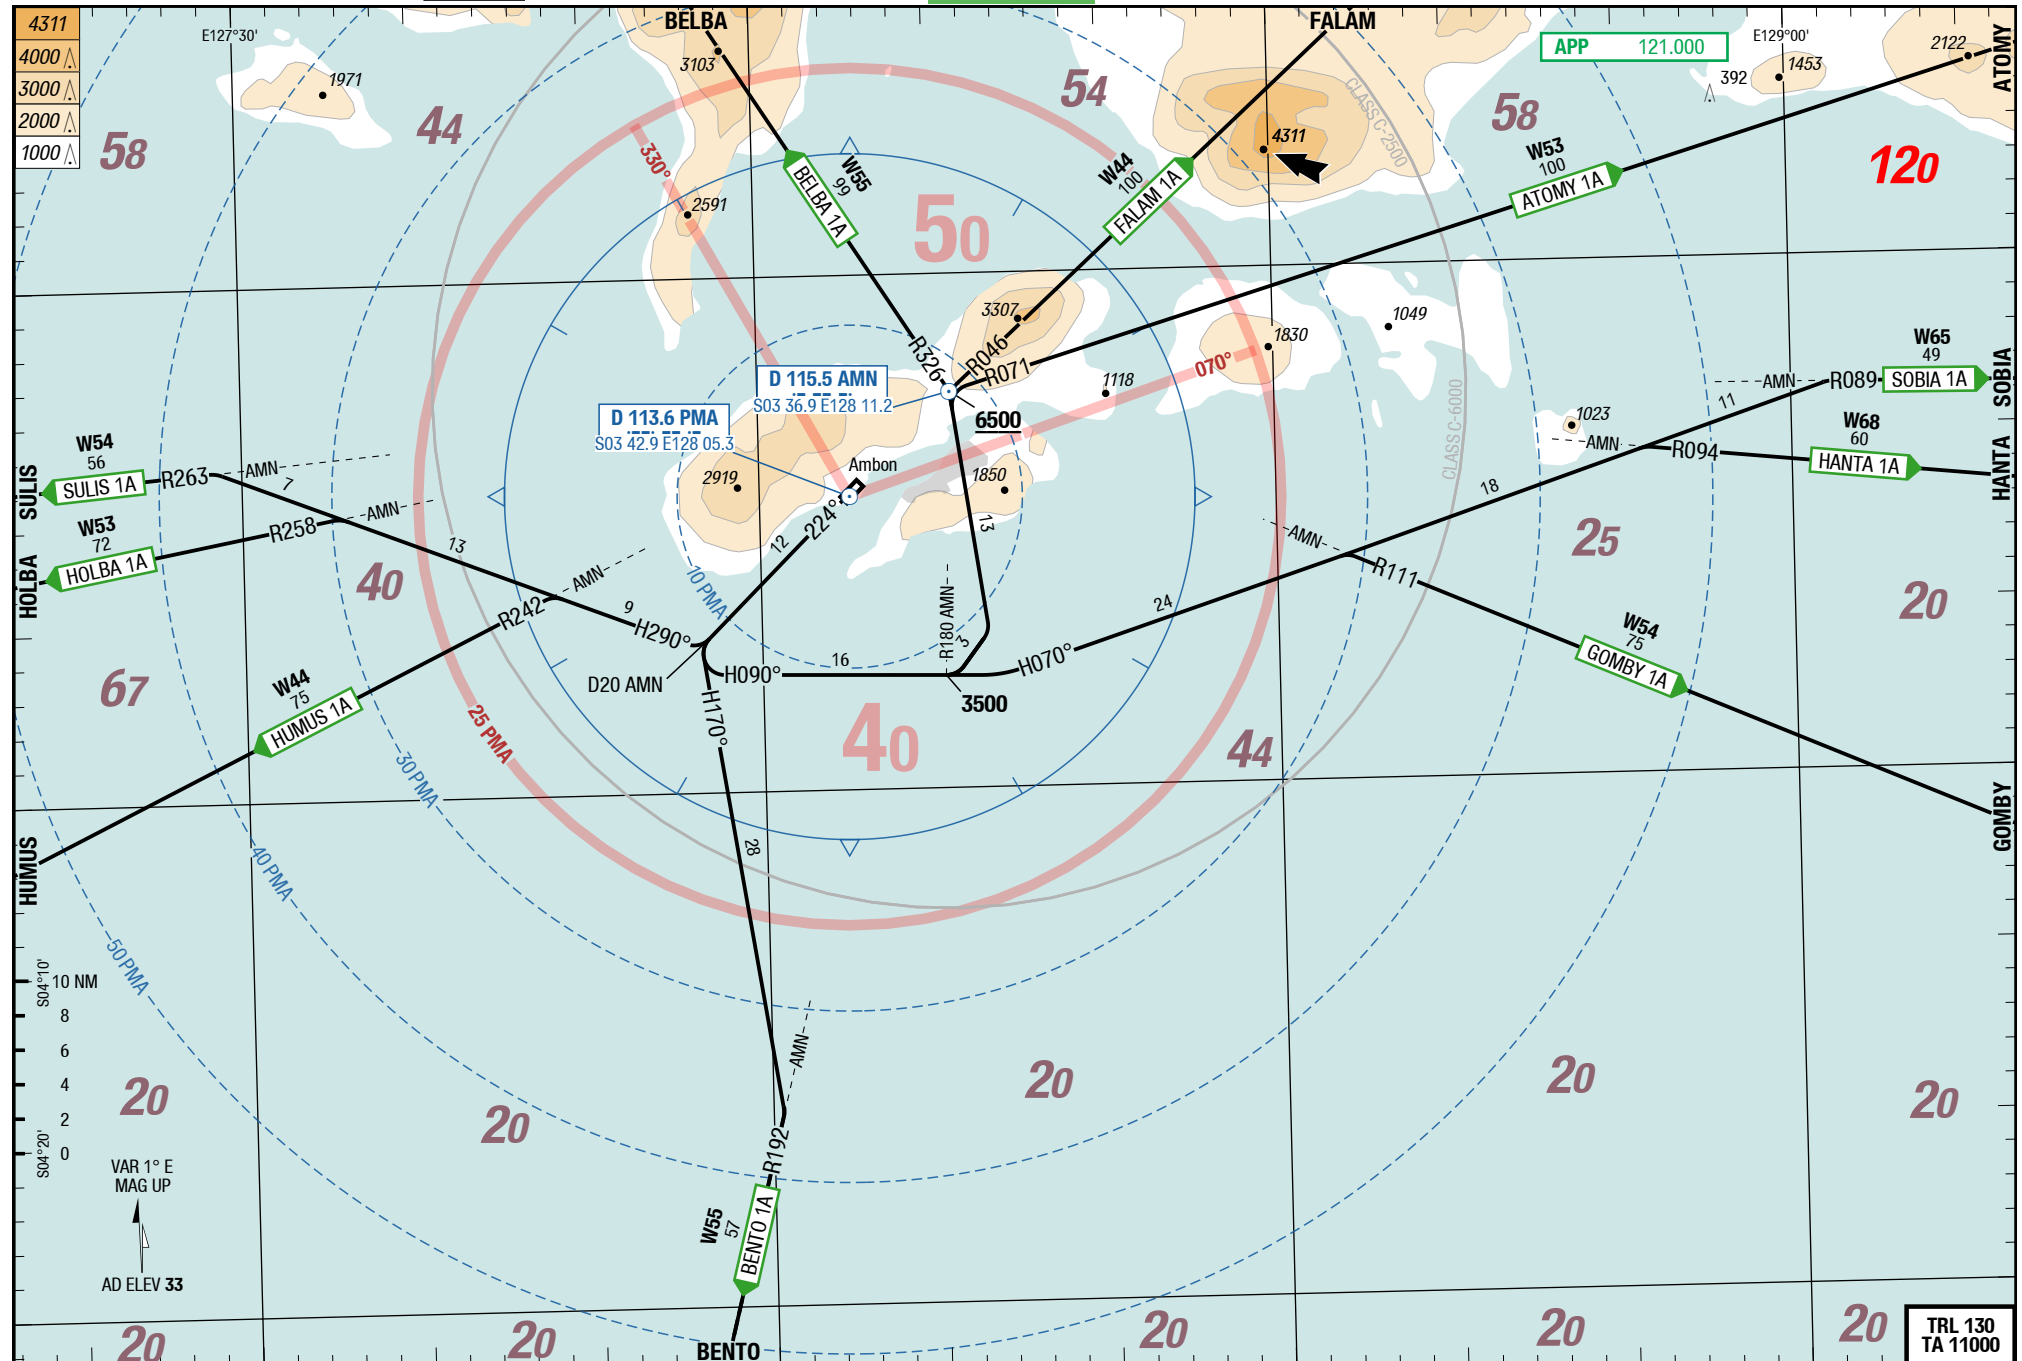 4311
4000
3000
2000
1000
E127°30'
1971
BELBA
3103
FALAM
APP 121.000
E129°00'
1453
392
2122
ATOMY
58
44
54
58
120
CLASS C-2500
4311
330°
2591
W55
99
BELBA 1A
50
W44
100
FALAM 1A
W53
100
ATOMY 1A
3307
R326
R046
R071
1830
1049
070°
1118
D 115.5 AMN
S03 36.9 E128 11.2
D 113.6 PMA
S03 42.9 E128 05.3
6500
W65
49
R089
SOBIA 1A
SOBIA
AMN
11
CLASS C-6000
1023
W68
60
AMN
R094
HANTA 1A
HANTA
W54
56
SULIS 1A
SULIS
R263
AMN
7
Ambon
2919
1850
224°
12
13
18
W53
72
HOLBA 1A
HOLBA
R258
AMN
13
AMN
R111
25
20
40
R242
AMN
9
H290°
10 PMA
R180 AMN
3
24
D20 AMN
H090°
16
H070°
3500
W54
75
GOMBY 1A
GOMBY
67
W44
75
HUMUS 1A
HUMUS
H170°
25 PMA
30 PMA
40
44
28
40 PMA
50 PMA
S04°10'
10 NM
8
6
4
2
0
S04°20'
AMN
20
20
20
20
20
R192
VAR 1° E
MAG UP
AD ELEV 33
W55
57
BENTO 1A
BENTO
20
20
20
20
20
TRL 130
TA 11000